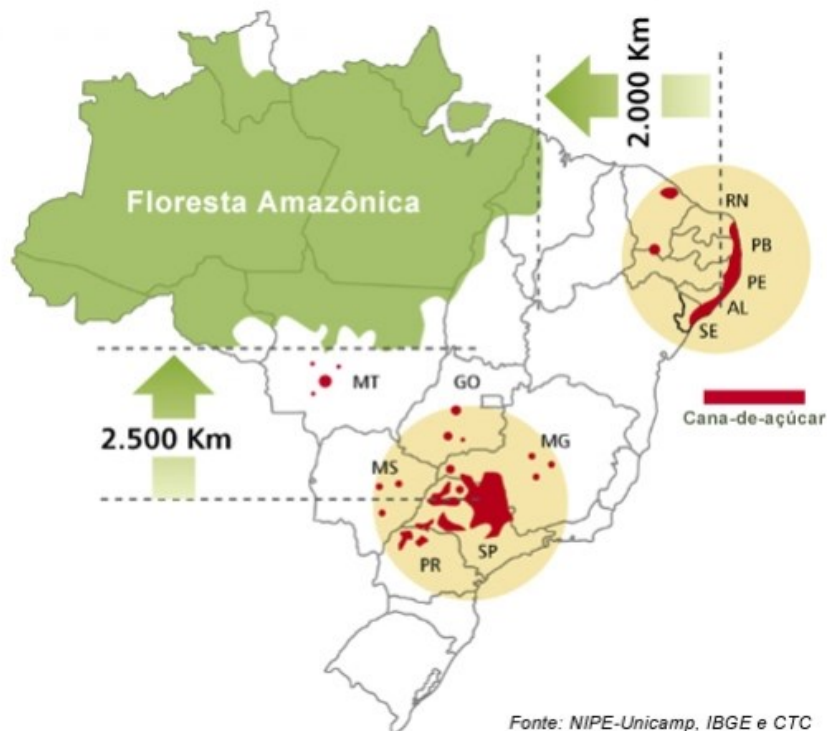 2.000 Km
Floresta Amazônica
RN
PB
PE
AL
SE
Cana-de-açúcar
MT
GO
2.500 Km
MS
MG
SP
PR
Fonte: NIPE-Unicamp, IBGE e CTC